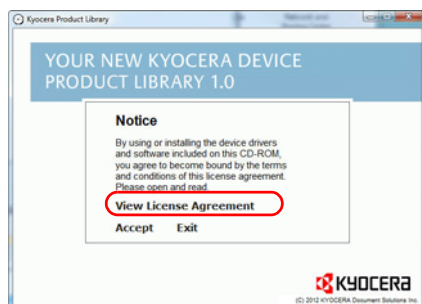 Kyocera Product Library
YOUR NEW KYOCERA DEVICE
PRODUCT LIBRARY 1.0
Notice
By using or installing the device drivers
and software included on this CD-ROM,
you agree to become bound by the terms
and conditions of this license agreement.
Please open and read.
View License Agreement
Accept Exit
KYOCERA
(C) 2012 KYOCERA Document Solutions Inc.